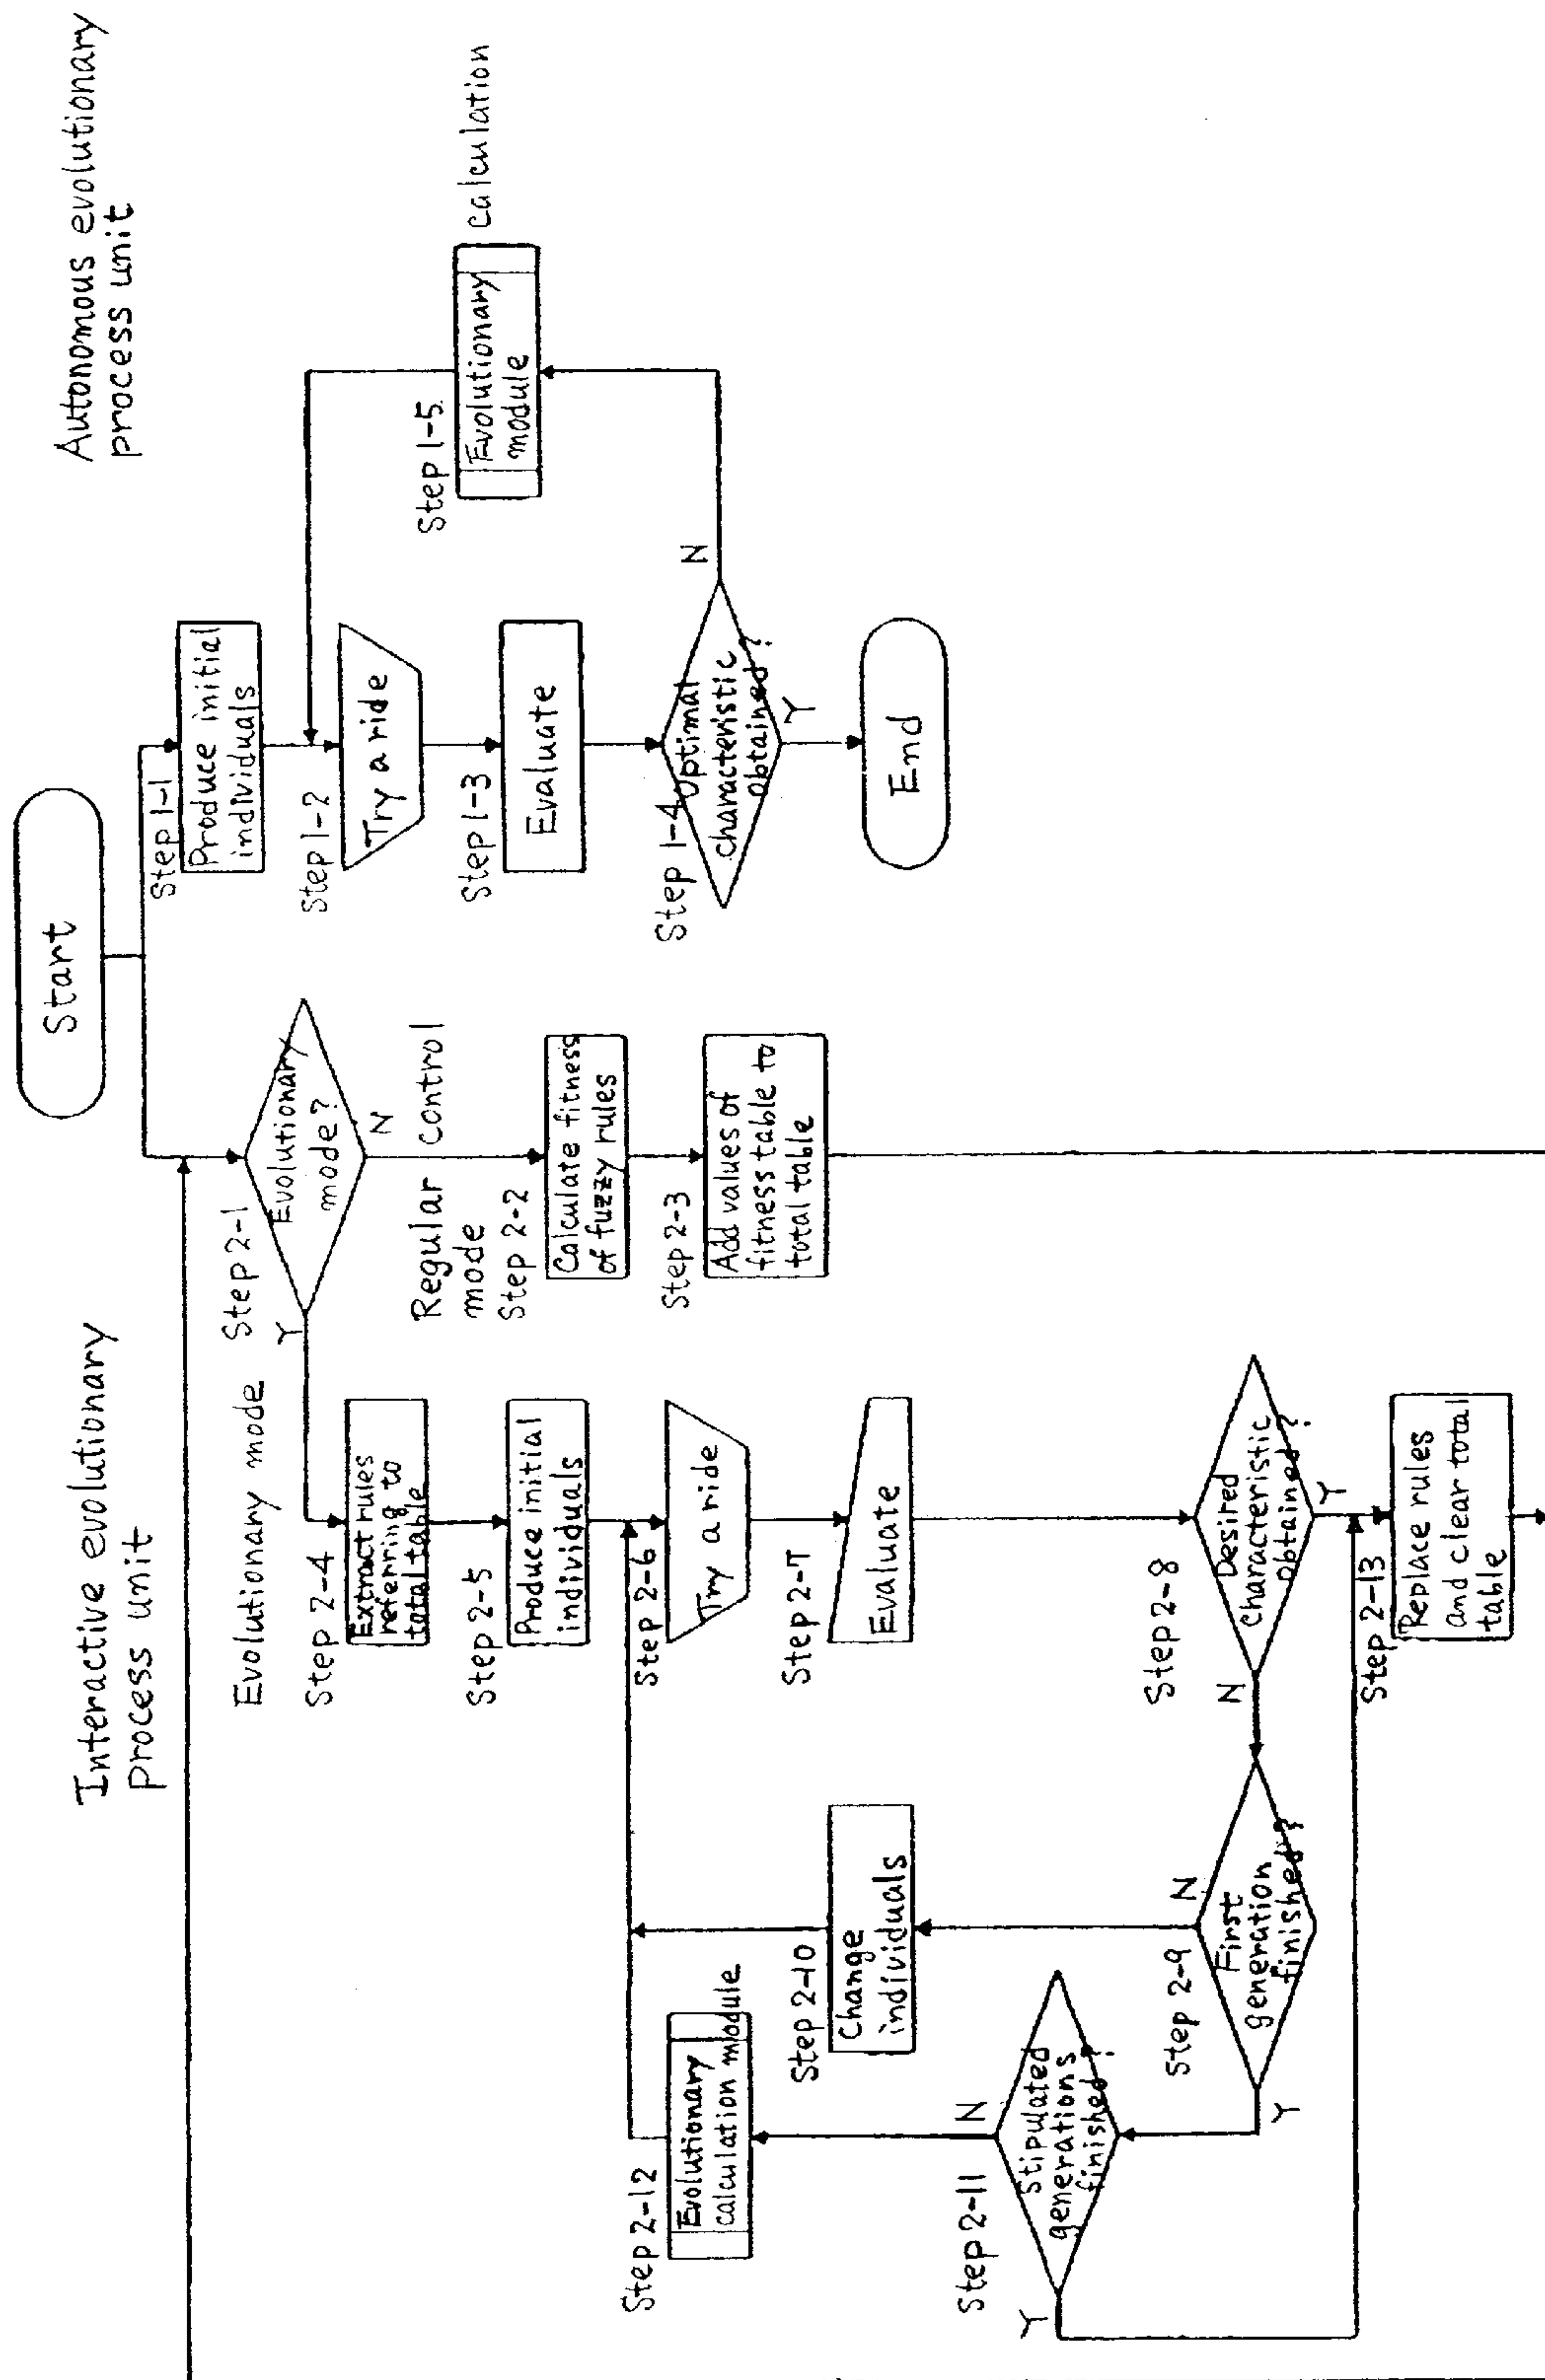 Start
Interactive evolutionary
process unit
Autonomous evolutionary
process unit
Step 2-1
Evolutionary
mode?
Y
N
Evolutionary mode
Regular control
mode
Step 2-2
Calculate fitness
of fuzzy rules
Step 2-3
Add values of
fitness table to
total table
Step 2-4
Extract rules
referring to
total table
Step 2-5
Produce initial
individuals
Step 2-6
Try a ride
Step 2-7
Evaluate
Step 2-8
Desired
characteristic
obtained?
N
Y
Step 2-9
First
generation
finished?
N
Y
Step 2-10
Change
individuals
Step 2-11
Stipulated
generations
finished?
N
Y
Step 2-12
Evolutionary
calculation module
Step 2-13
Replace rules
and clear total
table
Step 1-1
Produce initial
individuals
Step 1-2
Try a ride
Step 1-3
Evaluate
Step 1-4
Optimal
characteristic
obtained?
N
Y
Step 1-5
Evolutionary
module
calculation
End